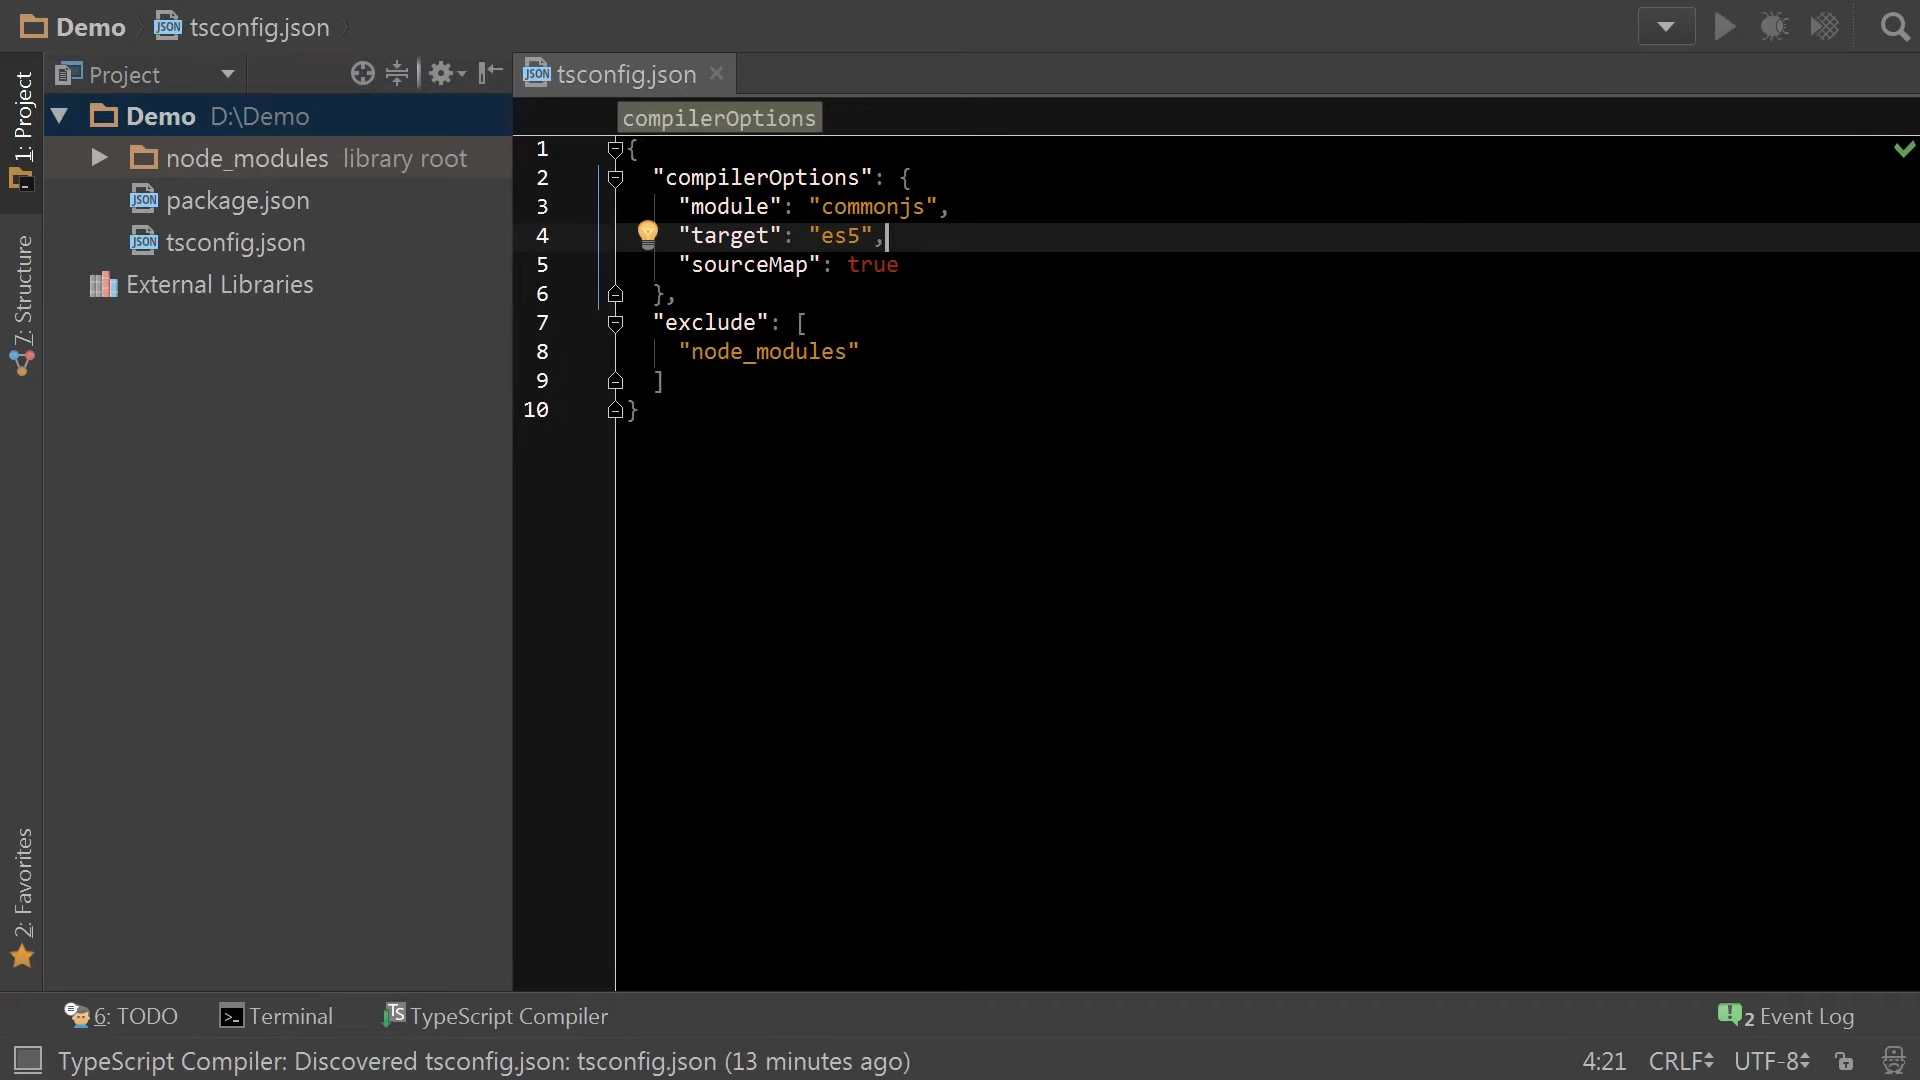 Demo
tsconfig.json
1: Project
7: Structure
2: Favorites
Project
Demo D:\Demo
node_modules library root
package.json
tsconfig.json
External Libraries
tsconfig.json
compilerOptions
1 {
2 "compilerOptions": {
3 "module": "commonjs",
4 "target": "es5",
5 "sourceMap": true
6 },
7 "exclude": [
8 "node_modules"
9 ]
10 }
6: TODO
Terminal
TypeScript Compiler
2 Event Log
TypeScript Compiler: Discovered tsconfig.json: tsconfig.json (13 minutes ago)
4:21 CRLF UTF-8